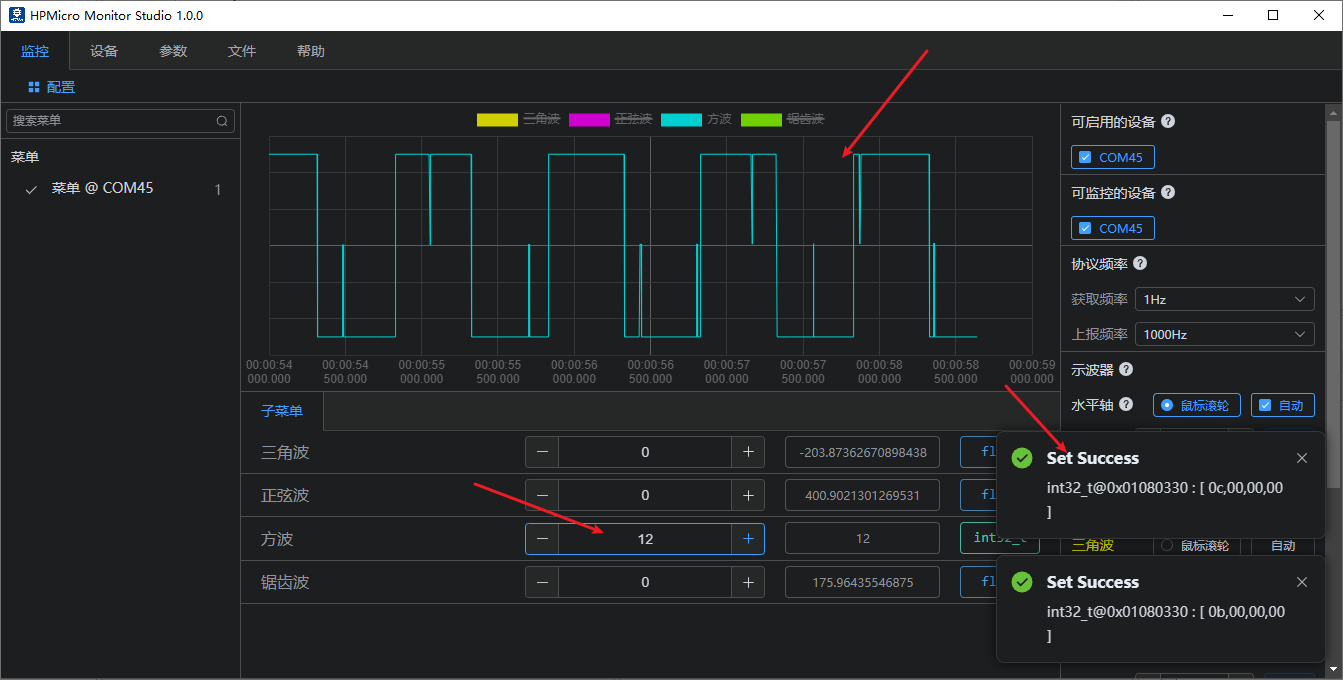 HPMicro Monitor Studio 1.0.0
监控 设备 参数 文件 帮助
配置
搜索菜单
菜单
菜单 @ COM45 1
三角波 正弦波 方波 锯齿波
00:00:54 00:00:54 00:00:55 00:00:55 00:00:56 00:00:56 00:00:57 00:00:57 00:00:58 00:00:58 00:00:59
000.000 500.000 000.000 500.000 000.000 500.000 000.000 500.000 000.000 500.000 000.000
子菜单
三角波 0 -203.87362670898438 fl
正弦波 0 400.9021301269531 fl
方波 12 12 int32_t
锯齿波 0 175.96435546875 fl
可启用的设备
COM45
可监控的设备
COM45
协议频率
获取频率 1Hz
上报频率 1000Hz
示波器
水平轴 鼠标滚轮 自动
Set Success
int32_t@0x01080330 : [ 0c,00,00,00
]
三角波 鼠标滚轮 自动
Set Success
int32_t@0x01080330 : [ 0b,00,00,00
]